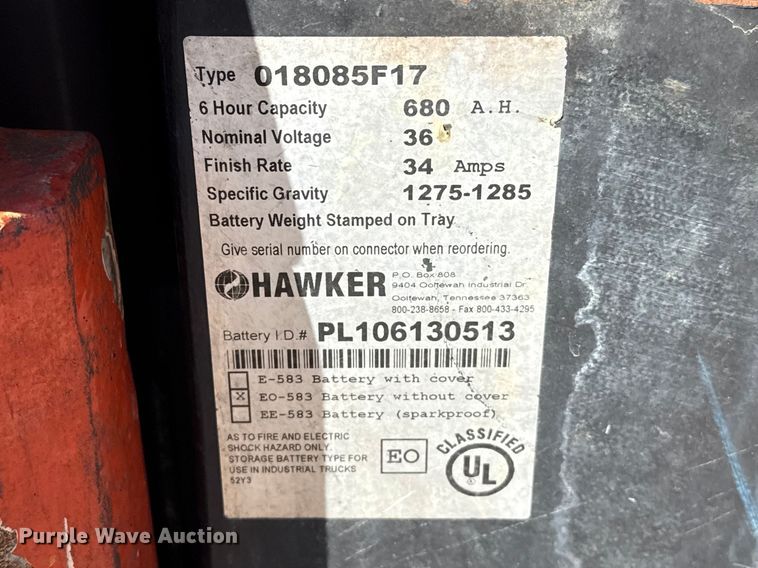 Type 018085F17
6 Hour Capacity 680 A.H.
Nominal Voltage 36
Finish Rate 34 Amps
Specific Gravity 1275-1285
Battery Weight Stamped on Tray
Give serial number on connector when reordering.
HAWKER
P.O. Box 808
9404 Ooltewah Industrial Dr.
Ooltewah, Tennessee 37363
800-238-8658 - Fax 800-433-4295
Battery I.D.# PL106130513
E-583 Battery with cover
X EO-583 Battery without cover
EE-583 Battery (sparkproof)
AS TO FIRE AND ELECTRIC
SHOCK HAZARD ONLY.
STORAGE BATTERY TYPE FOR
USE IN INDUSTRIAL TRUCKS
52Y3
EO
CLASSIFIED
UL
Purple Wave Auction